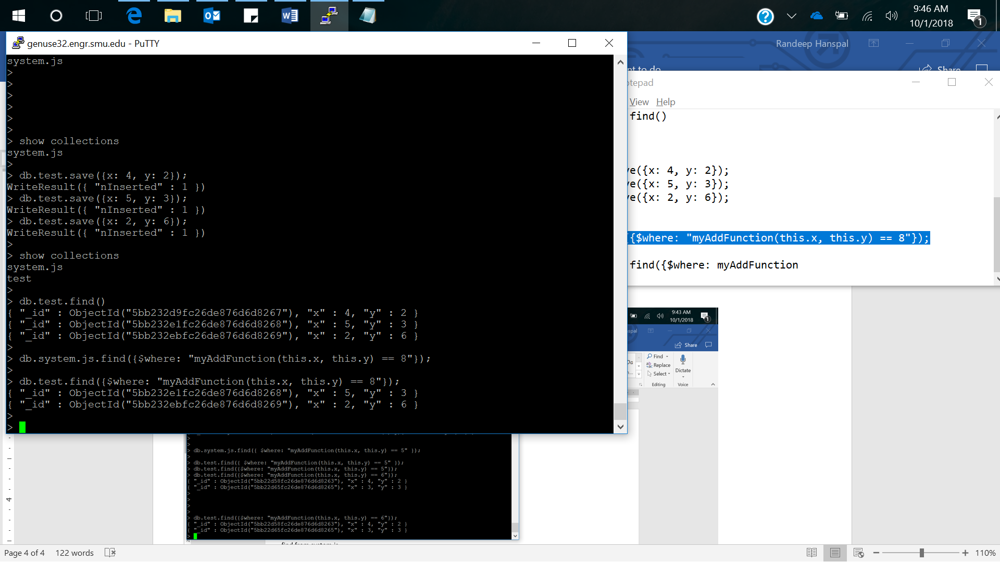 9:46 AM
10/1/2018
1
genuse32.engr.smu.edu - PuTTY
Randeep Hanspal
nt to do
Share
system.js
>
>
>
>
>
>
> show collections
system.js
>
> db.test.save({x: 4, y: 2});
WriteResult({ "nInserted" : 1 })
> db.test.save({x: 5, y: 3});
WriteResult({ "nInserted" : 1 })
> db.test.save({x: 2, y: 6});
WriteResult({ "nInserted" : 1 })
>
> show collections
system.js
test
>
> db.test.find()
{ "_id" : ObjectId("5bb232d9fc26de876d6d8267"), "x" : 4, "y" : 2 }
{ "_id" : ObjectId("5bb232e1fc26de876d6d8268"), "x" : 5, "y" : 3 }
{ "_id" : ObjectId("5bb232ebfc26de876d6d8269"), "x" : 2, "y" : 6 }
>
> db.system.js.find({$where: "myAddFunction(this.x, this.y) == 8"});
>
> db.test.find({$where: "myAddFunction(this.x, this.y) == 8"});
{ "_id" : ObjectId("5bb232e1fc26de876d6d8268"), "x" : 5, "y" : 3 }
{ "_id" : ObjectId("5bb232ebfc26de876d6d8269"), "x" : 2, "y" : 6 }
>
>
otepad
View Help
find()
ve({x: 4, y: 2});
ve({x: 5, y: 3});
ve({x: 2, y: 6});
({$where: "myAddFunction(this.x, this.y) == 8"});
find({$where: myAddFunction
9:43 AM
10/1/2018
1
spal
Share
Find
Replace
Select
Dictate
Editing
Voice
>
>
> db.system.js.find({ $where: "myAddFunction(this.x, this.y) == 5" });
>
> db.test.find({ $where: "myAddFunction(this.x, this.y) == 5" });
> db.test.find({$where: "myAddFunction(this.x, this.y) == 5"});
> db.test.find({$where: "myAddFunction(this.x, this.y) == 6"});
{ "_id" : ObjectId("5bb22d58fc26de876d6d8263"), "x" : 4, "y" : 2 }
{ "_id" : ObjectId("5bb22d65fc26de876d6d8265"), "x" : 3, "y" : 3 }
>
>
>
>
> db.test.find({$where: "myAddFunction(this.x, this.y) == 6"});
{ "_id" : ObjectId("5bb22d58fc26de876d6d8263"), "x" : 4, "y" : 2 }
{ "_id" : ObjectId("5bb22d65fc26de876d6d8265"), "x" : 3, "y" : 3 }
>
4
Page 4 of 4 122 words
110%